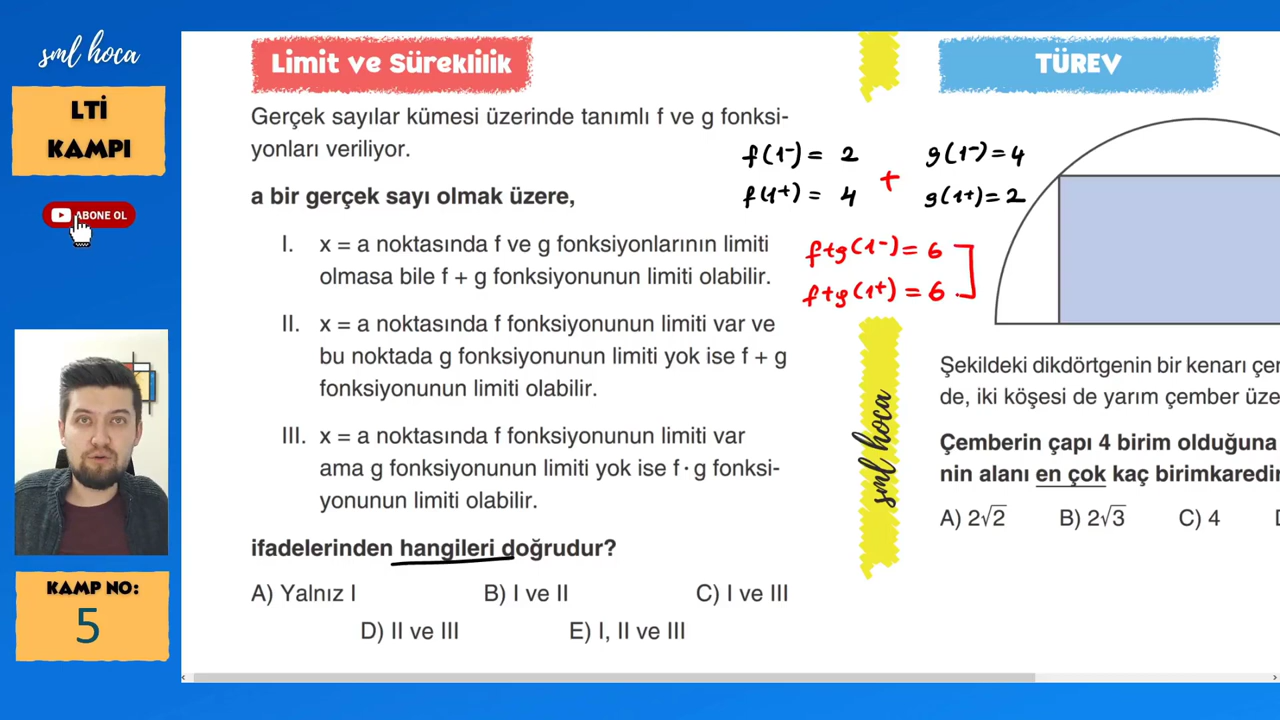 sml hoca
LTİ
KAMPI
ABONE OL
KAMP NO:
5
Limit ve Süreklilik
Gerçek sayılar kümesi üzerinde tanımlı f ve g fonksi-
yonları veriliyor.
a bir gerçek sayı olmak üzere,
I. x = a noktasında f ve g fonksiyonlarının limiti
olmasa bile f + g fonksiyonunun limiti olabilir.
II. x = a noktasında f fonksiyonunun limiti var ve
bu noktada g fonksiyonunun limiti yok ise f + g
fonksiyonunun limiti olabilir.
III. x = a noktasında f fonksiyonunun limiti var
ama g fonksiyonunun limiti yok ise f · g fonksi-
yonunun limiti olabilir.
ifadelerinden hangileri doğrudur?
A) Yalnız I B) I ve II C) I ve III
D) II ve III E) I, II ve III
f(1⁻) = 2 + g(1⁻) = 4
f(1⁺) = 4 g(1⁺) = 2
f+g(1⁻) = 6
f+g(1⁺) = 6
sml hoca
TÜREV
Şekildeki dikdörtgenin bir kenarı çe
de, iki köşesi de yarım çember üze
Çemberin çapı 4 birim olduğuna
nin alanı en çok kaç birimkaredi
A) 2√2 B) 2√3 C) 4